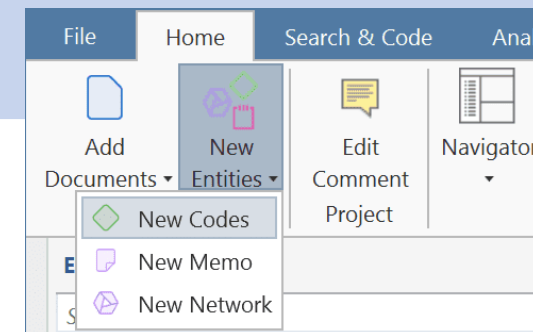 File Home Search & Code Ana
Add Documents
New Entities
Edit Comment
Navigator
Project
New Codes
New Memo
New Network